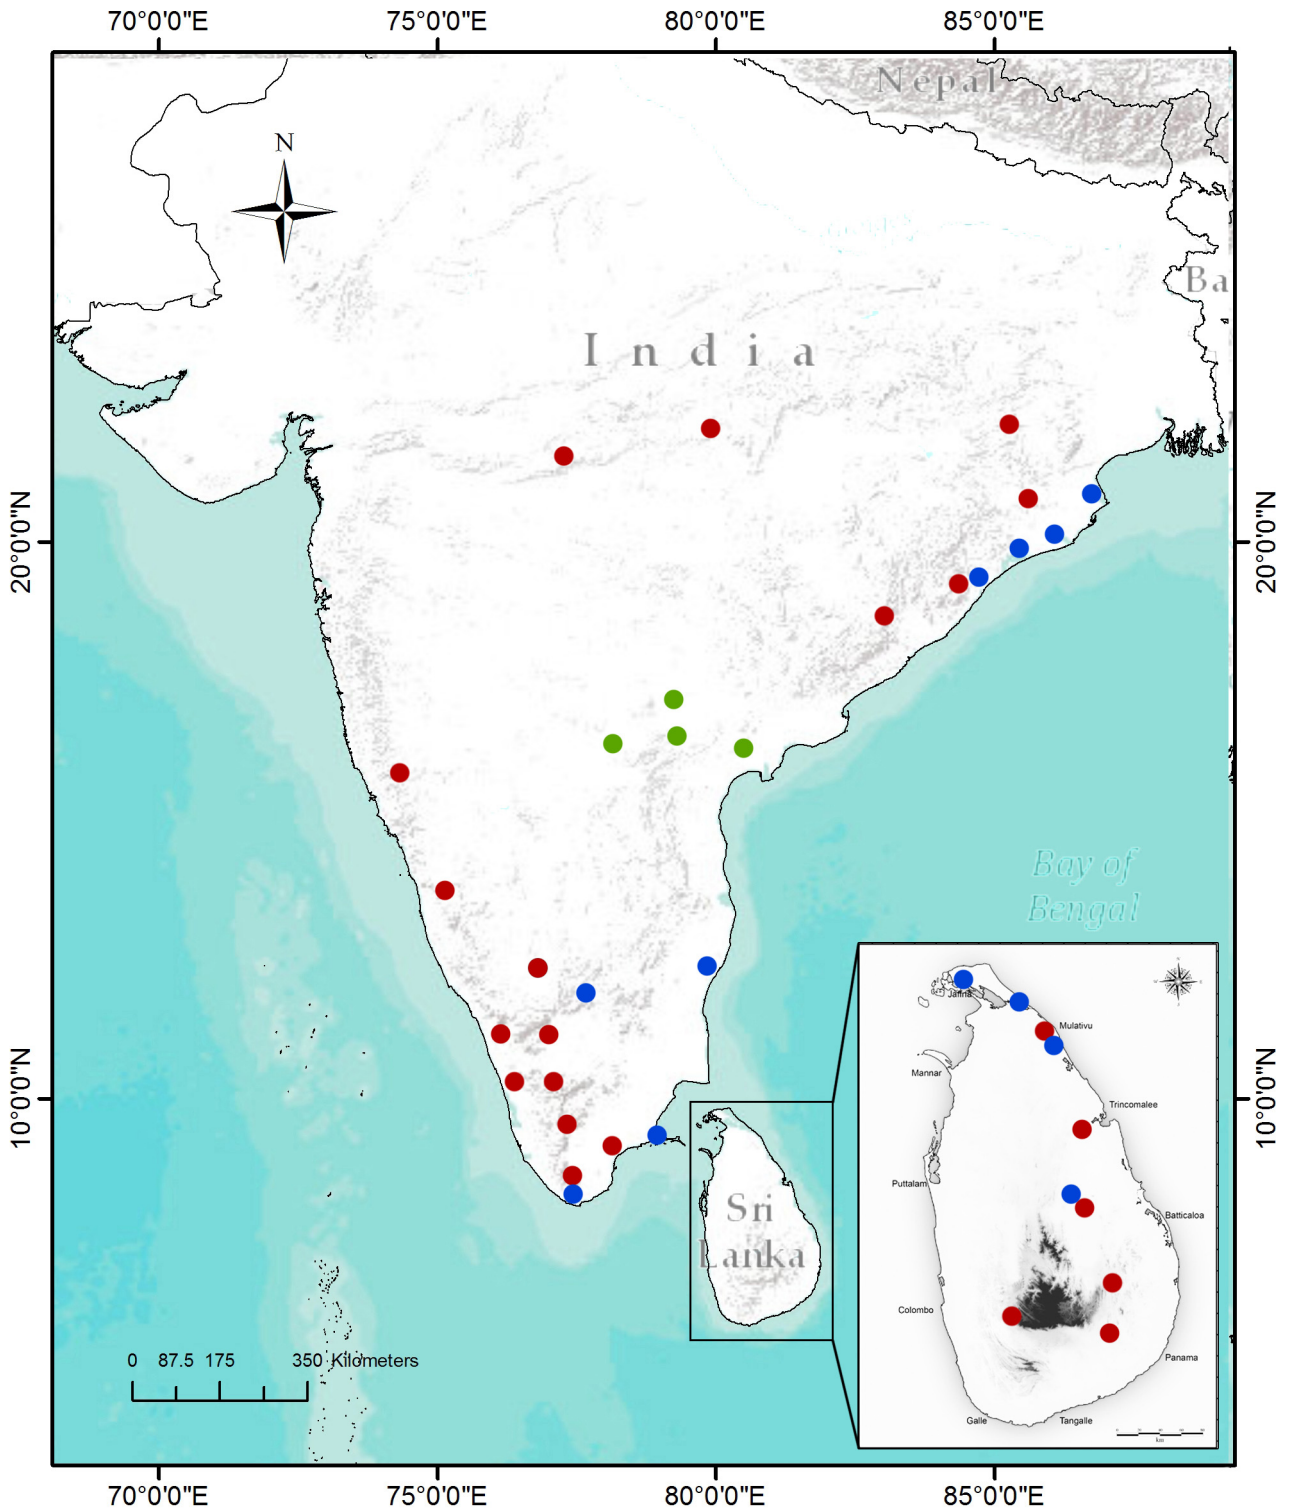 70°0'0"E 75°0'0"E 80°0'0"E 85°0'0"E
Nepal
N
Ba
India
20°0'0"N 20°0'0"N
Bay of
Bengal
Jaffna
Mulativu
Mannar
10°0'0"N 10°0'0"N
Trincomalee
Puttalam
Sri
Lanka
Batticaloa
Colombo
0 87.5 175 350 Kilometers
Panama
Galle Tangalle
km
70°0'0"E 75°0'0"E 80°0'0"E 85°0'0"E